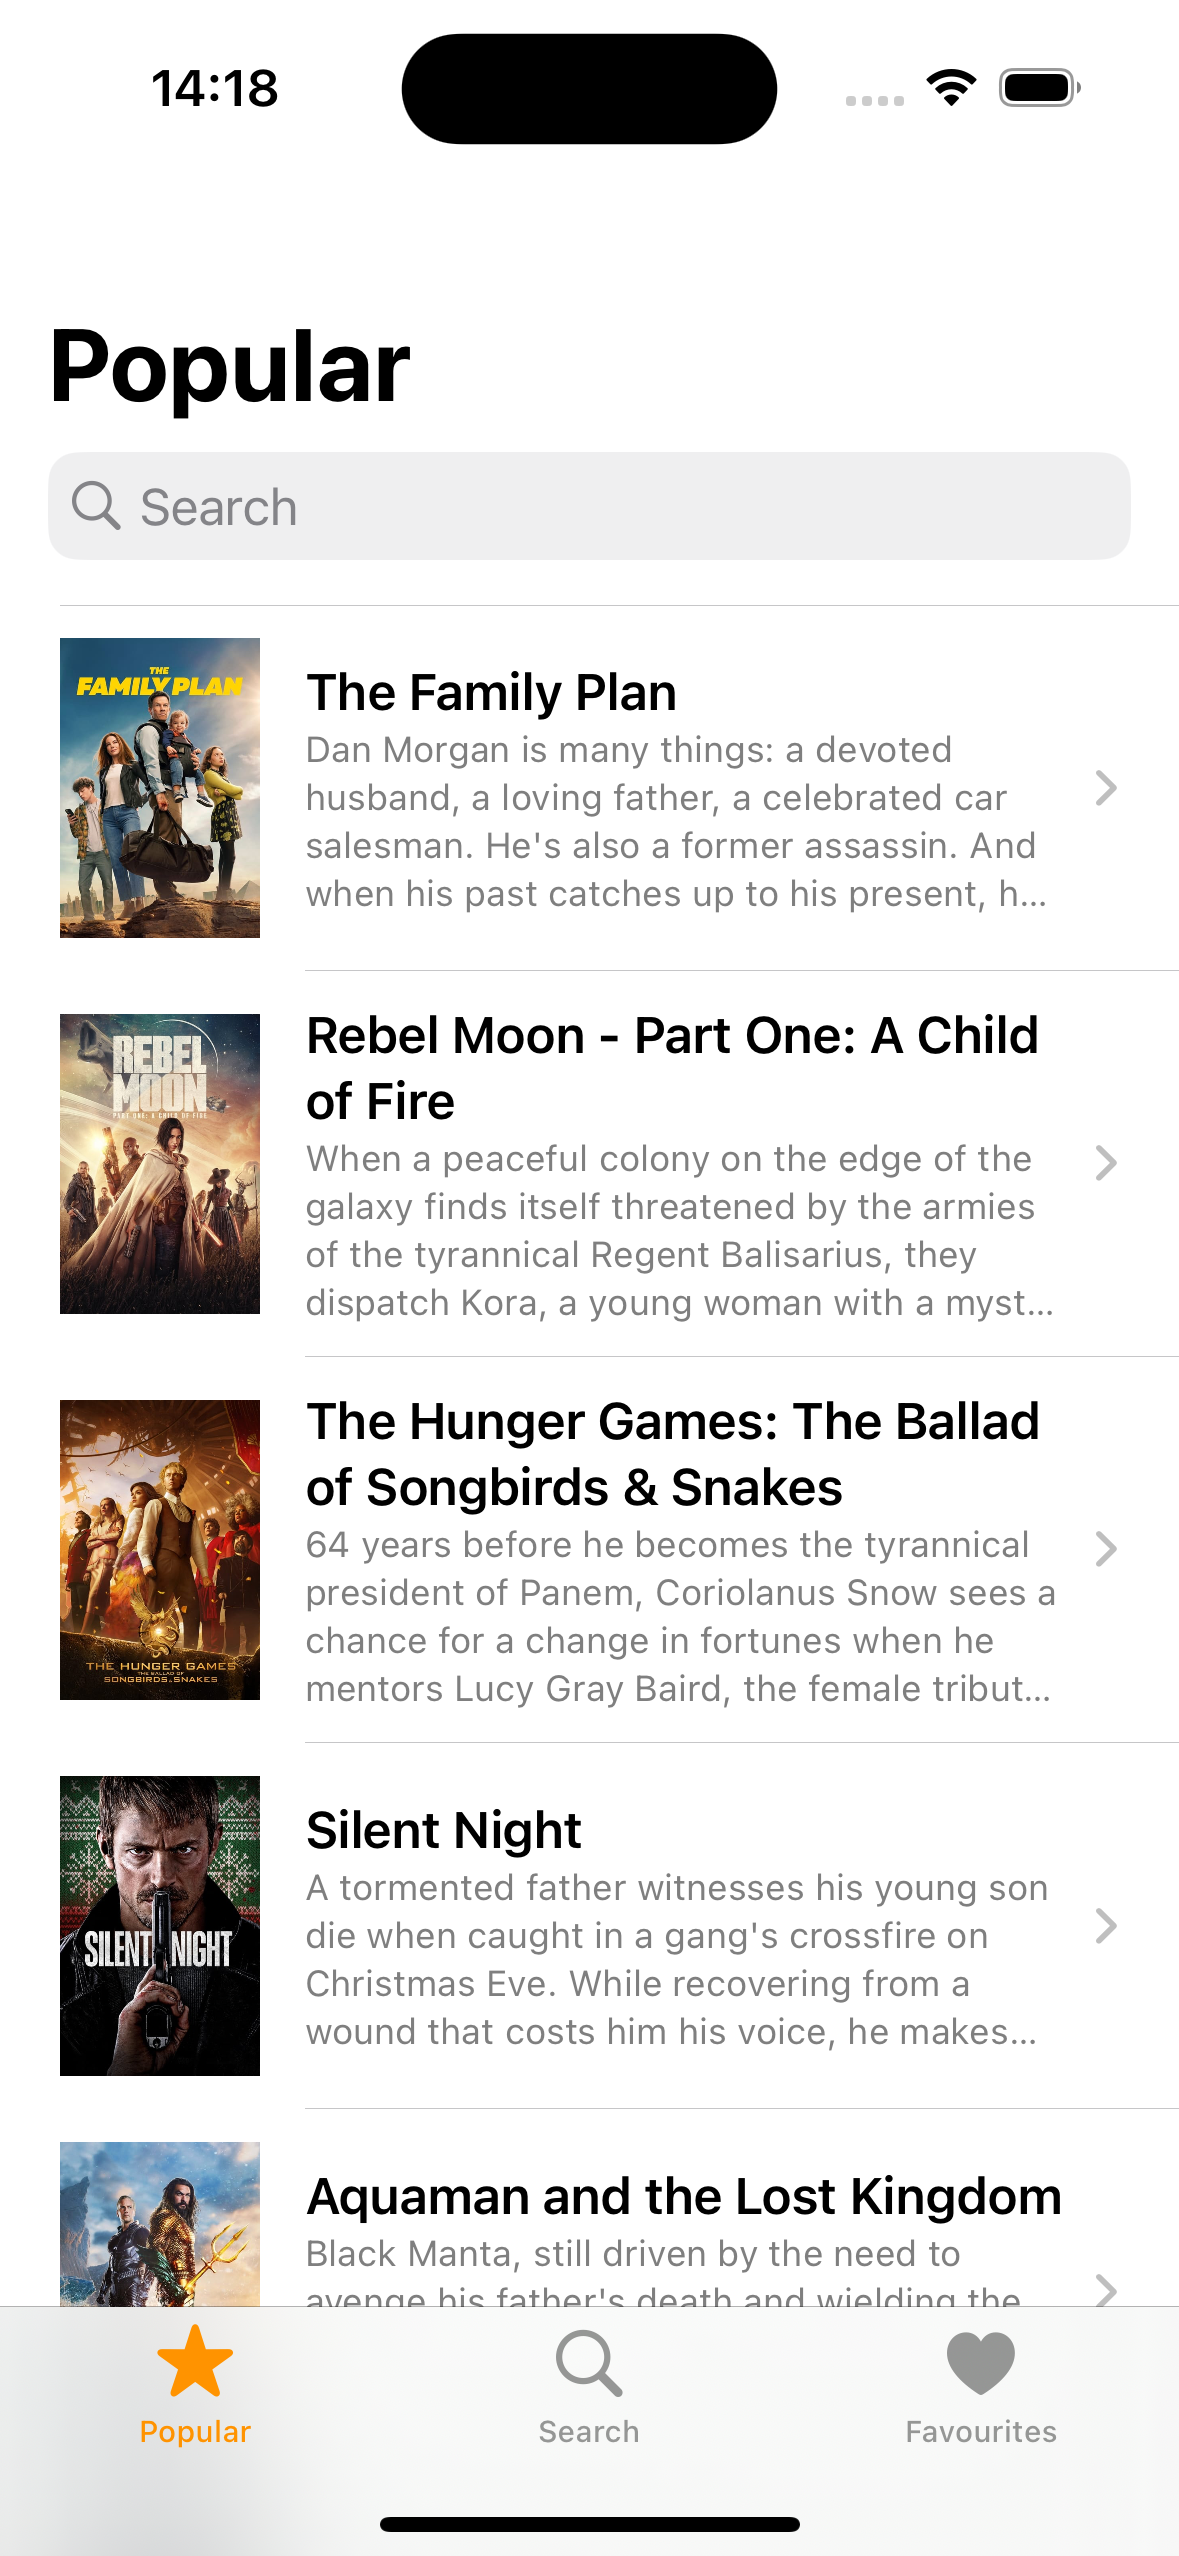 14:18
Popular
Search
THE
FAMILY PLAN
The Family Plan
Dan Morgan is many things: a devoted
husband, a loving father, a celebrated car
salesman. He's also a former assassin. And
when his past catches up to his present, h...
REBEL
MOON
PART ONE: A CHILD OF FIRE
Rebel Moon - Part One: A Child
of Fire
When a peaceful colony on the edge of the
galaxy finds itself threatened by the armies
of the tyrannical Regent Balisarius, they
dispatch Kora, a young woman with a myst...
THE HUNGER GAMES
THE BALLAD OF
SONGBIRDS & SNAKES
The Hunger Games: The Ballad
of Songbirds & Snakes
64 years before he becomes the tyrannical
president of Panem, Coriolanus Snow sees a
chance for a change in fortunes when he
mentors Lucy Gray Baird, the female tribut...
SILENT NIGHT
Silent Night
A tormented father witnesses his young son
die when caught in a gang's crossfire on
Christmas Eve. While recovering from a
wound that costs him his voice, he makes...
Aquaman and the Lost Kingdom
Black Manta, still driven by the need to
avenge his father's death and wielding the
Popular
Search
Favourites